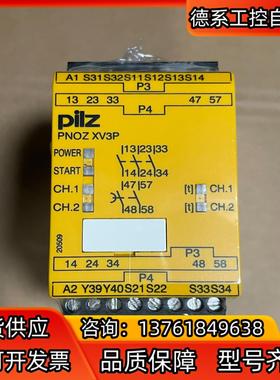 德系工控自
pilz
A1 S31 S32 S11 S12 S13 S14
P3
13 23 33 47 57
P4
PNOZ XV3P
POWER
START
CH.1
CH.2
13 23 33
14 24 34
47 57
48 58
[t] CH.1
[t] CH.2
20509
P3
14 24 34 48 58
P4
A2 Y39 Y40 S21 S22 S33 S34
货供应
咨询：13761849638
可开发票
品质保障
型号齐